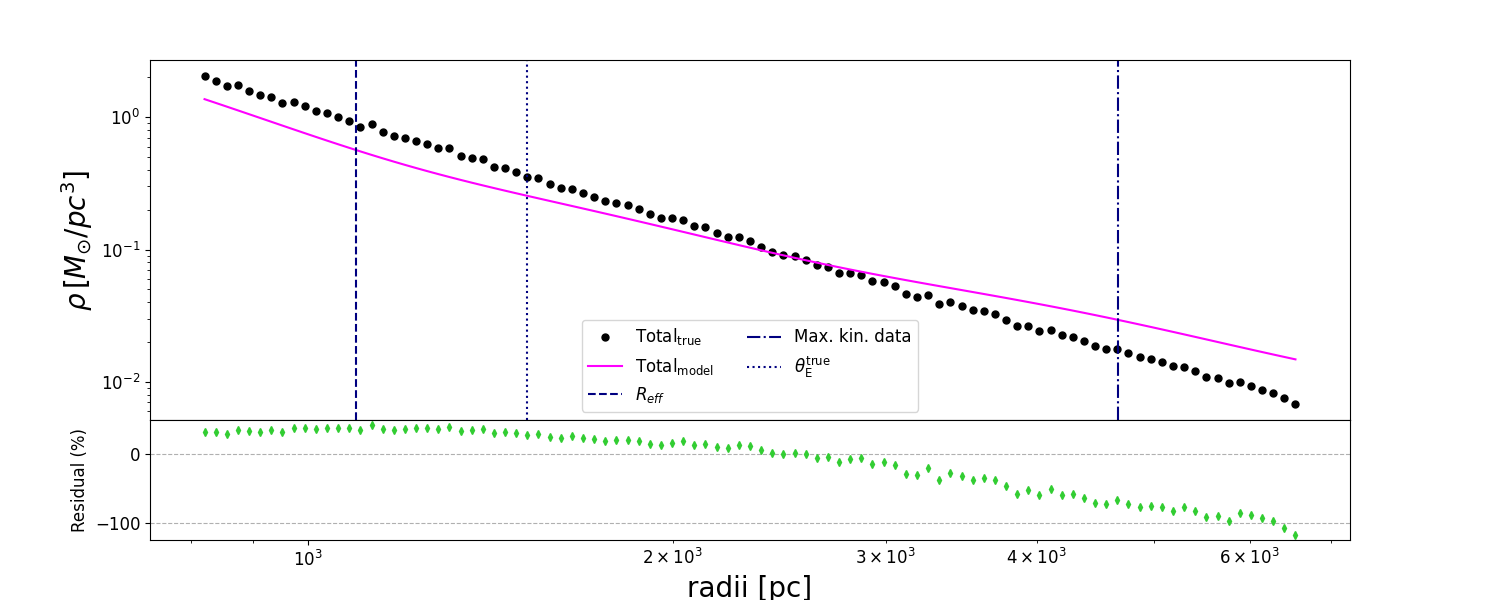 10⁰
10⁻¹
10⁻²
ρ [M⊙/pc³]
Total_true
Total_model
R_eff
Max. kin. data
θ_E^true
0
−100
Residual (%)
10³
2 × 10³
3 × 10³
4 × 10³
6 × 10³
radii [pc]